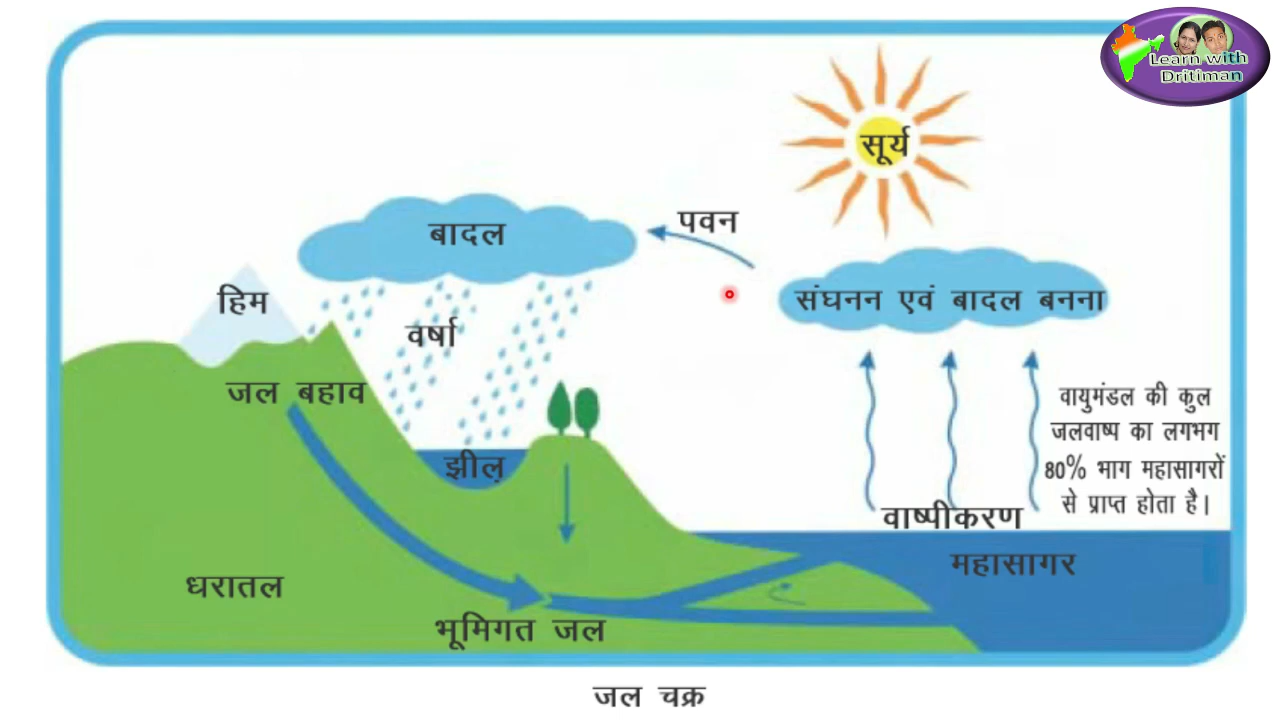 Learn with
Dritiman
सूर्य
पवन
बादल
संघनन एवं बादल बनना
हिम
वर्षा
जल बहाव
वायुमंडल की कुल
जलवाष्प का लगभग
80% भाग महासागरों
से प्राप्त होता है।
झील़
वाष्पीकरण
महासागर
धरातल
भूमिगत जल
जल चक्र